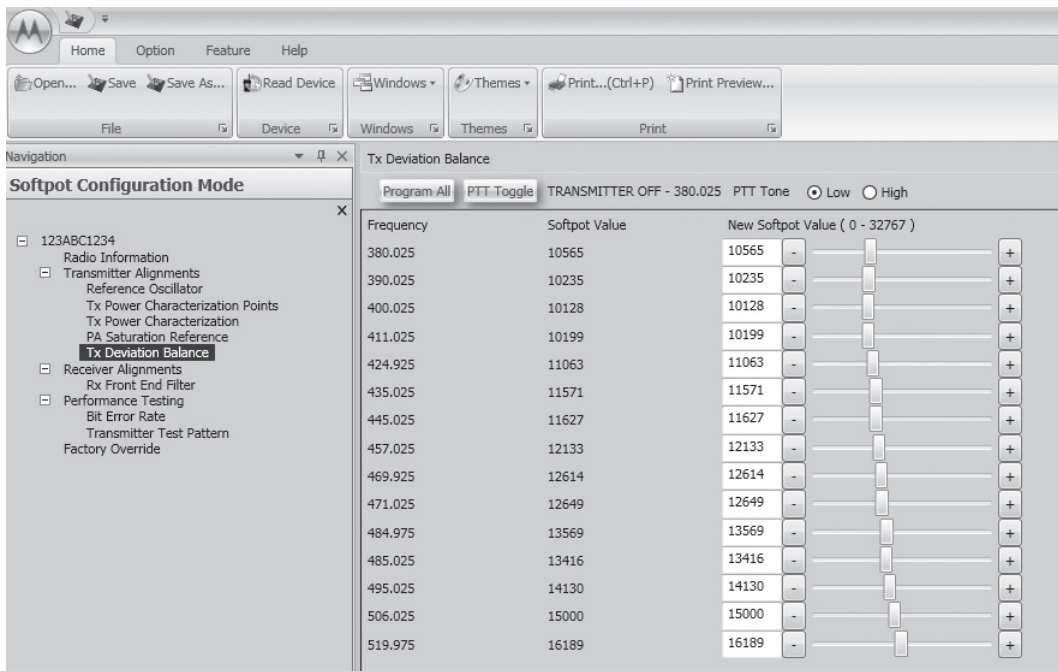 Home Option Feature Help
Open... Save Save As... Read Device Windows Themes Print...(Ctrl+P) Print Preview...
File Device Windows Themes Print
Navigation
Softpot Configuration Mode
123ABC1234
Radio Information
Transmitter Alignments
Reference Oscillator
Tx Power Characterization Points
Tx Power Characterization
PA Saturation Reference
Tx Deviation Balance
Receiver Alignments
Rx Front End Filter
Performance Testing
Bit Error Rate
Transmitter Test Pattern
Factory Override
Tx Deviation Balance
Program All PTT Toggle TRANSMITTER OFF - 380.025 PTT Tone Low High
Frequency Softpot Value New Softpot Value ( 0 - 32767 )
380.025 10565 10565 - +
390.025 10235 10235 - +
400.025 10128 10128 - +
411.025 10199 10199 - +
424.925 11063 11063 - +
435.025 11571 11571 - +
445.025 11627 11627 - +
457.025 12133 12133 - +
469.925 12614 12614 - +
471.025 12649 12649 - +
484.975 13569 13569 - +
485.025 13416 13416 - +
495.025 14130 14130 - +
506.025 15000 15000 - +
519.975 16189 16189 - +